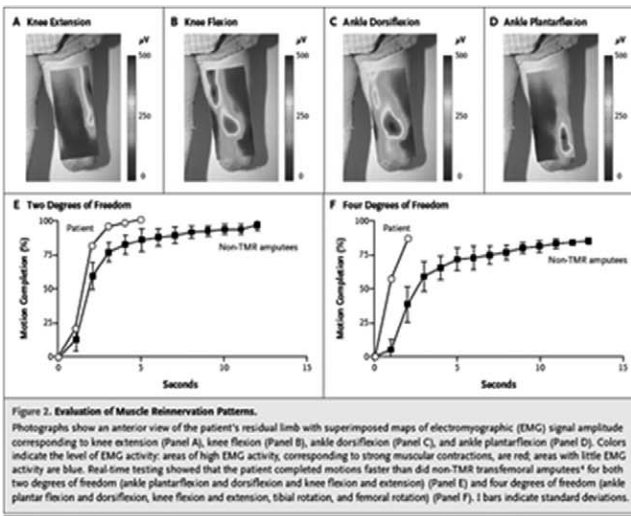 A Knee Extension
B Knee Flexion
C Ankle Dorsiflexion
D Ankle Plantarflexion
µV
500
250
0
µV
500
250
0
µV
500
250
0
µV
500
250
0
E Two Degrees of Freedom
Motion Completion (%)
100
75
50
25
0
Patient
Non-TMR amputees
0
5
10
15
Seconds
F Four Degrees of Freedom
Motion Completion (%)
100
75
50
25
0
Patient
Non-TMR amputees
0
5
10
15
Seconds
Figure 2. Evaluation of Muscle Reinnervation Patterns.
Photographs show an anterior view of the patient's residual limb with superimposed maps of electromyographic (EMG) signal amplitude
corresponding to knee extension (Panel A), knee flexion (Panel B), ankle dorsiflexion (Panel C), and ankle plantarflexion (Panel D). Colors
indicate the level of EMG activity: areas of high EMG activity, corresponding to strong muscular contractions, are red; areas with little EMG
activity are blue. Real-time testing showed that the patient completed motions faster than did non-TMR transfemoral amputees⁴ for both
two degrees of freedom (ankle plantarflexion and dorsiflexion and knee flexion and extension) (Panel E) and four degrees of freedom (ankle
plantar flexion and dorsiflexion, knee flexion and extension, tibial rotation, and femoral rotation) (Panel F). I bars indicate standard deviations.